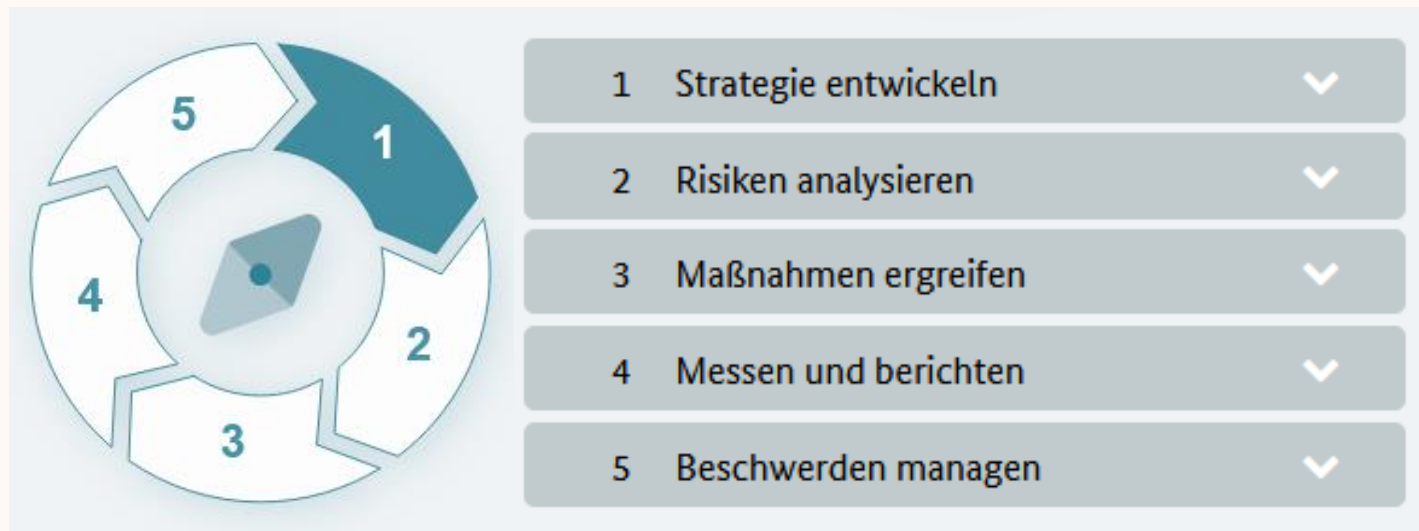 5
1
4
2
3
1 Strategie entwickeln
2 Risiken analysieren
3 Maßnahmen ergreifen
4 Messen und berichten
5 Beschwerden managen